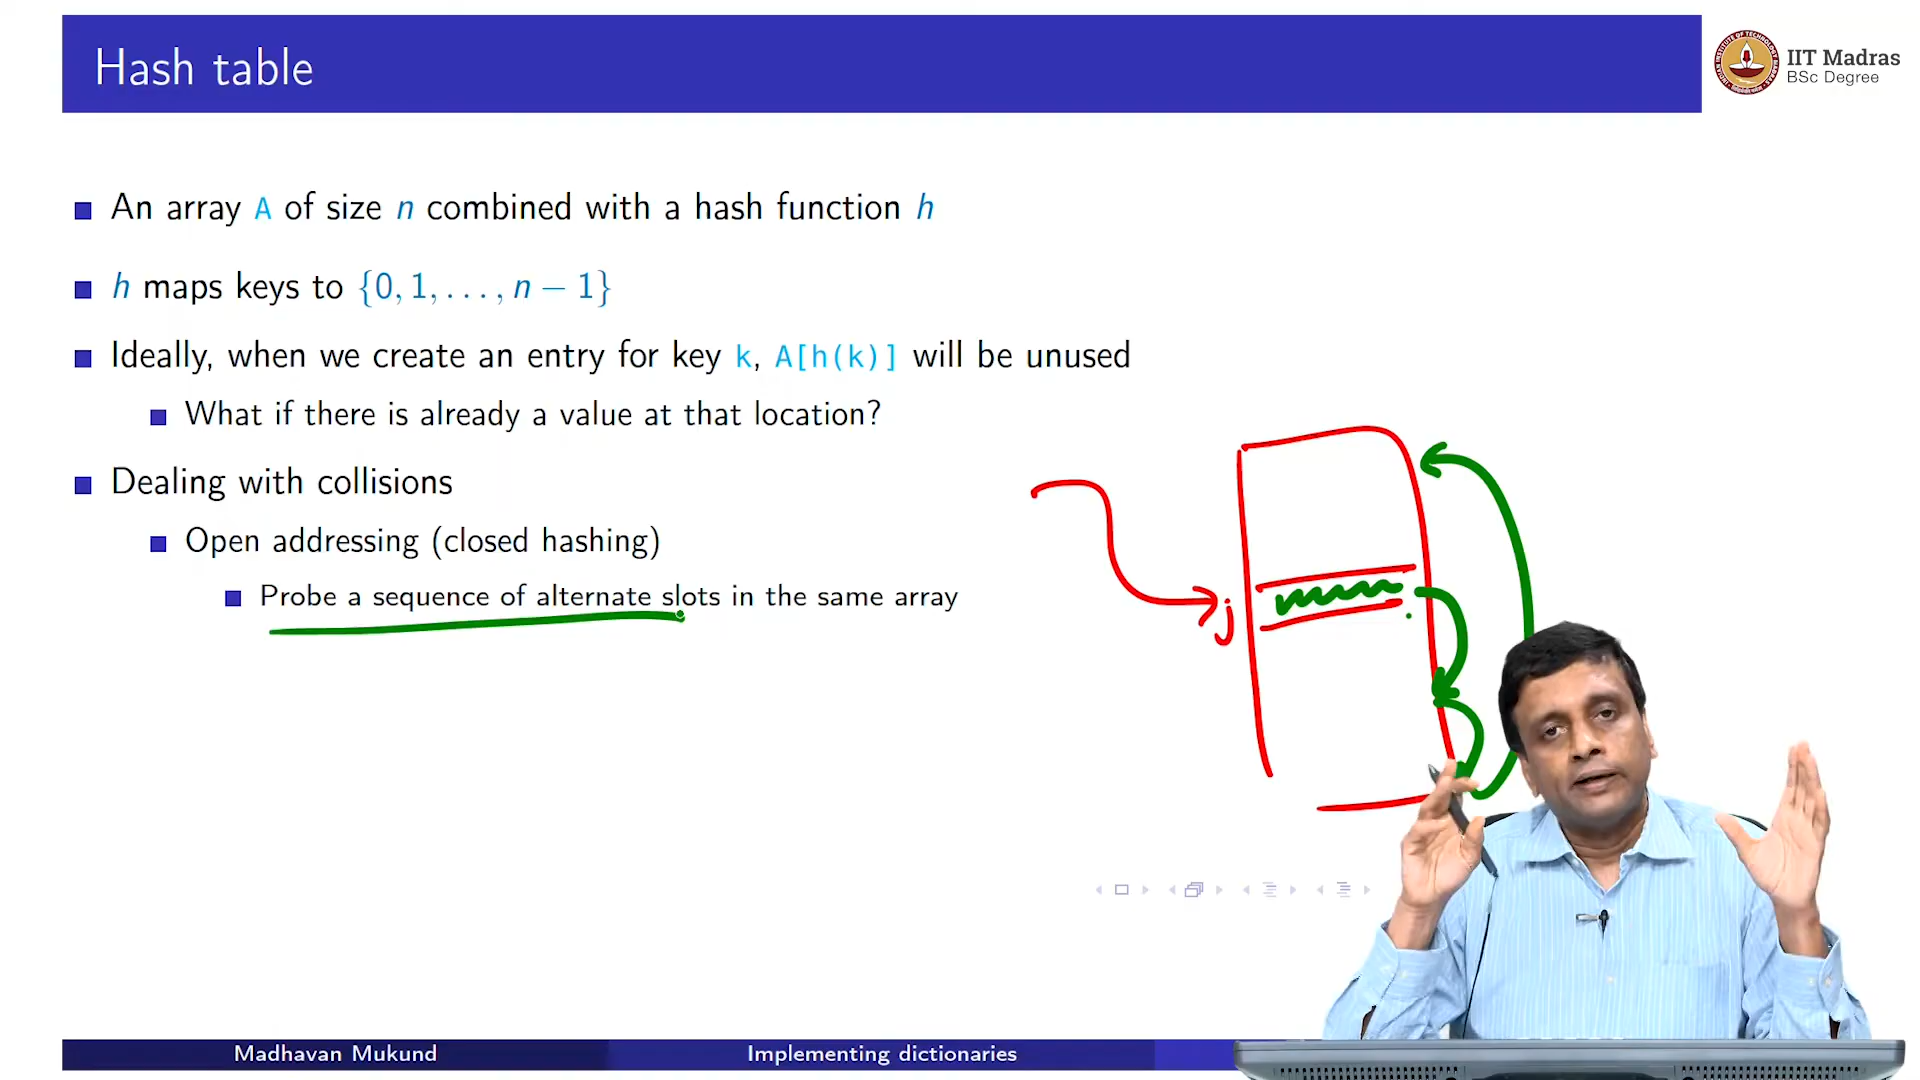 Hash table
IIT Madras
BSc Degree
An array A of size n combined with a hash function h
h maps keys to {0, 1, . . . , n − 1}
Ideally, when we create an entry for key k, A[h(k)] will be unused
What if there is already a value at that location?
Dealing with collisions
Open addressing (closed hashing)
Probe a sequence of alternate slots in the same array
j
Madhavan Mukund
Implementing dictionaries